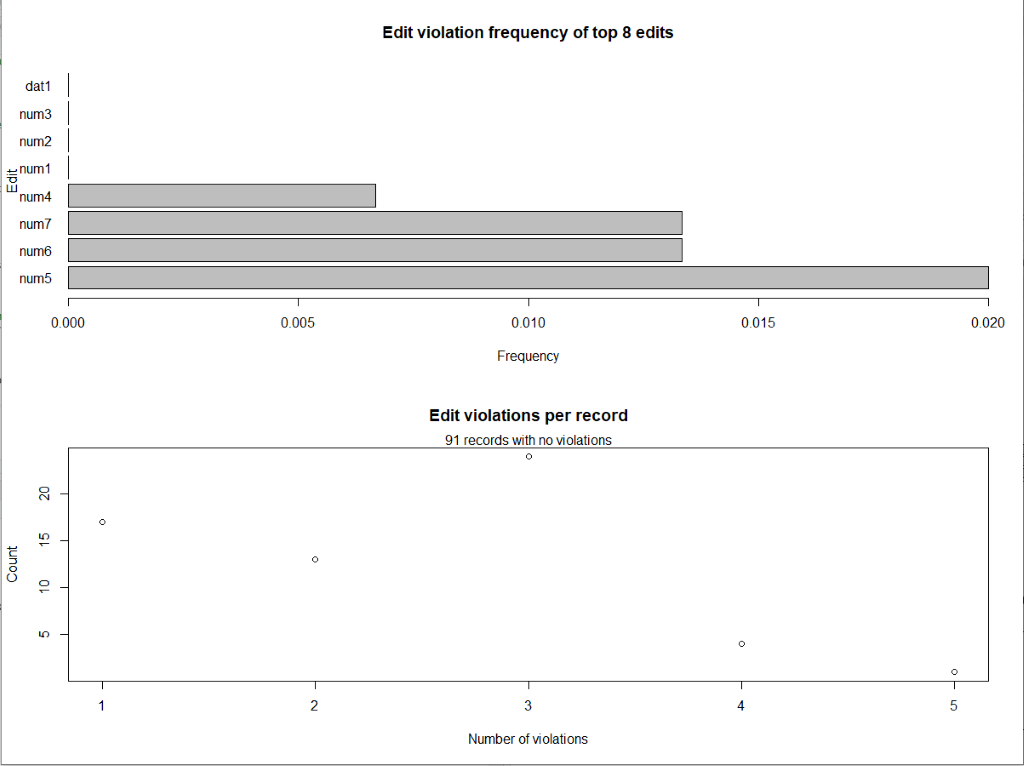 Edit violation frequency of top 8 edits
dat1
num3
num2
num1
Edit
num4
num7
num6
num5
0.000 0.005 0.010 0.015 0.020
Frequency
Edit violations per record
91 records with no violations
20
15
10
5
Count
1 2 3 4 5
Number of violations